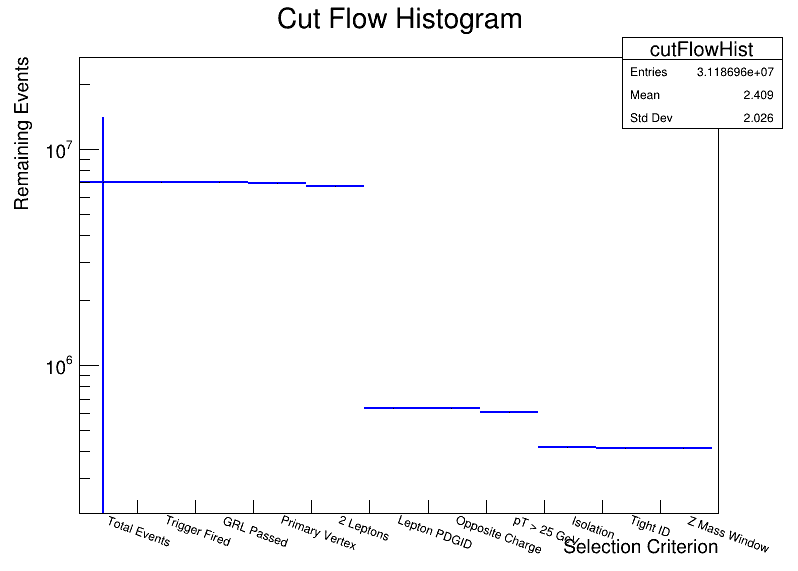 Cut Flow Histogram
cutFlowHist
Entries 3.118696e+07
Mean 2.409
Std Dev 2.026
Remaining Events
10^7
10^6
Total Events
Trigger Fired
GRL Passed
Primary Vertex
2 Leptons
Lepton PDGID
Opposite Charge
pT > 25 GeV
Isolation
Tight ID
Z Mass Window
Selection Criterion